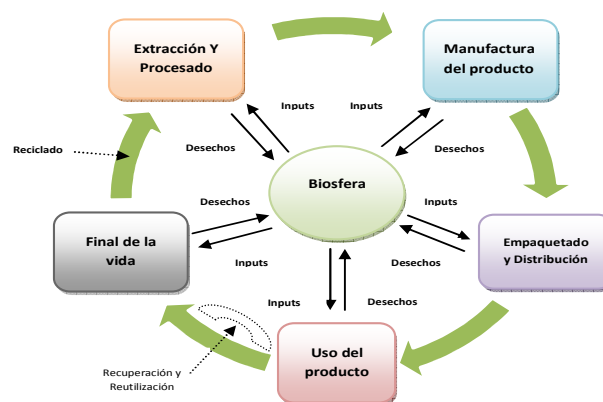 Extracción Y
Procesado
Manufactura
del producto
Inputs
Inputs
Reciclado
Desechos
Desechos
Biosfera
Desechos
Inputs
Final de la
vida
Empaquetado
y Distribución
Inputs
Desechos
Inputs
Desechos
Uso del
producto
Recuperación y
Reutilización